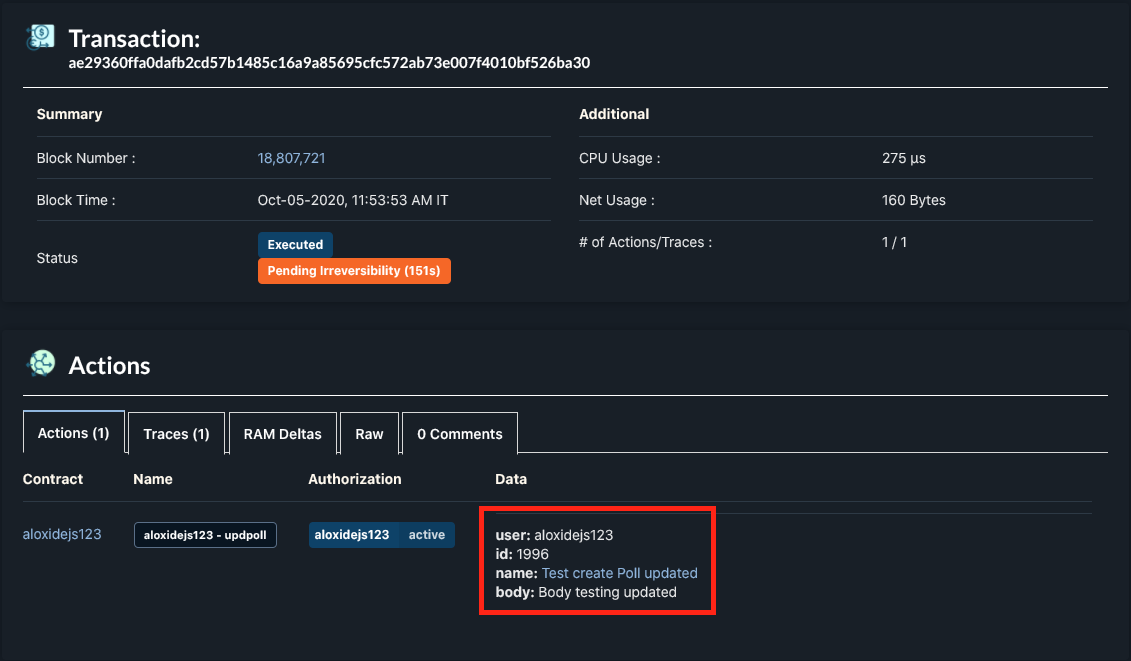 Transaction:
ae29360ffa0dafb2cd57b1485c16a9a85695cfc572ab73e007f4010bf526ba30
Summary
Block Number : 18,807,721
Block Time : Oct-05-2020, 11:53:53 AM IT
Status Executed
Pending Irreversibility (151s)
Additional
CPU Usage : 275 µs
Net Usage : 160 Bytes
# of Actions/Traces : 1 / 1
Actions
Actions (1) Traces (1) RAM Deltas Raw 0 Comments
Contract Name Authorization Data
aloxidejs123 aloxidejs123 - updpoll aloxidejs123 active
user: aloxidejs123
id: 1996
name: Test create Poll updated
body: Body testing updated